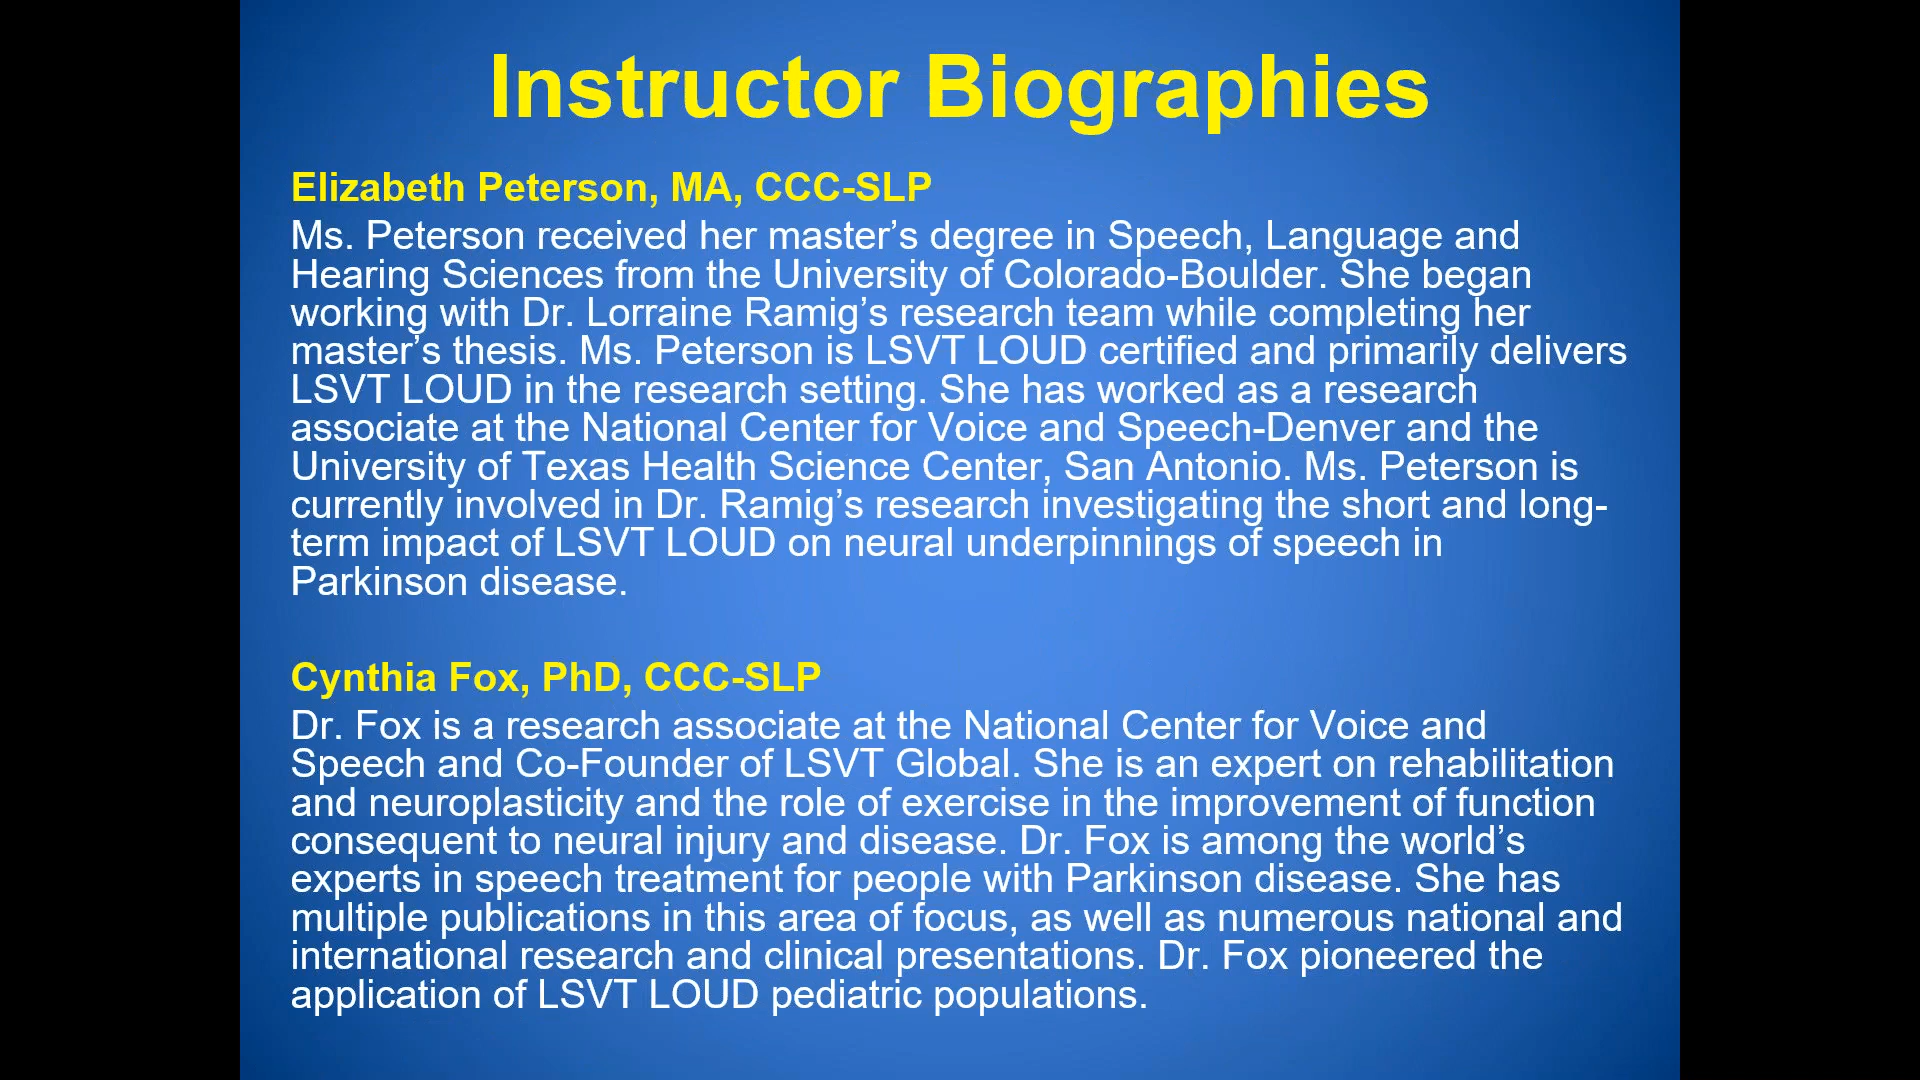 Instructor Biographies
Elizabeth Peterson, MA, CCC-SLP
Ms. Peterson received her master’s degree in Speech, Language and
Hearing Sciences from the University of Colorado-Boulder. She began
working with Dr. Lorraine Ramig’s research team while completing her
master’s thesis. Ms. Peterson is LSVT LOUD certified and primarily delivers
LSVT LOUD in the research setting. She has worked as a research
associate at the National Center for Voice and Speech-Denver and the
University of Texas Health Science Center, San Antonio. Ms. Peterson is
currently involved in Dr. Ramig’s research investigating the short and long-
term impact of LSVT LOUD on neural underpinnings of speech in
Parkinson disease.
Cynthia Fox, PhD, CCC-SLP
Dr. Fox is a research associate at the National Center for Voice and
Speech and Co-Founder of LSVT Global. She is an expert on rehabilitation
and neuroplasticity and the role of exercise in the improvement of function
consequent to neural injury and disease. Dr. Fox is among the world’s
experts in speech treatment for people with Parkinson disease. She has
multiple publications in this area of focus, as well as numerous national and
international research and clinical presentations. Dr. Fox pioneered the
application of LSVT LOUD pediatric populations.